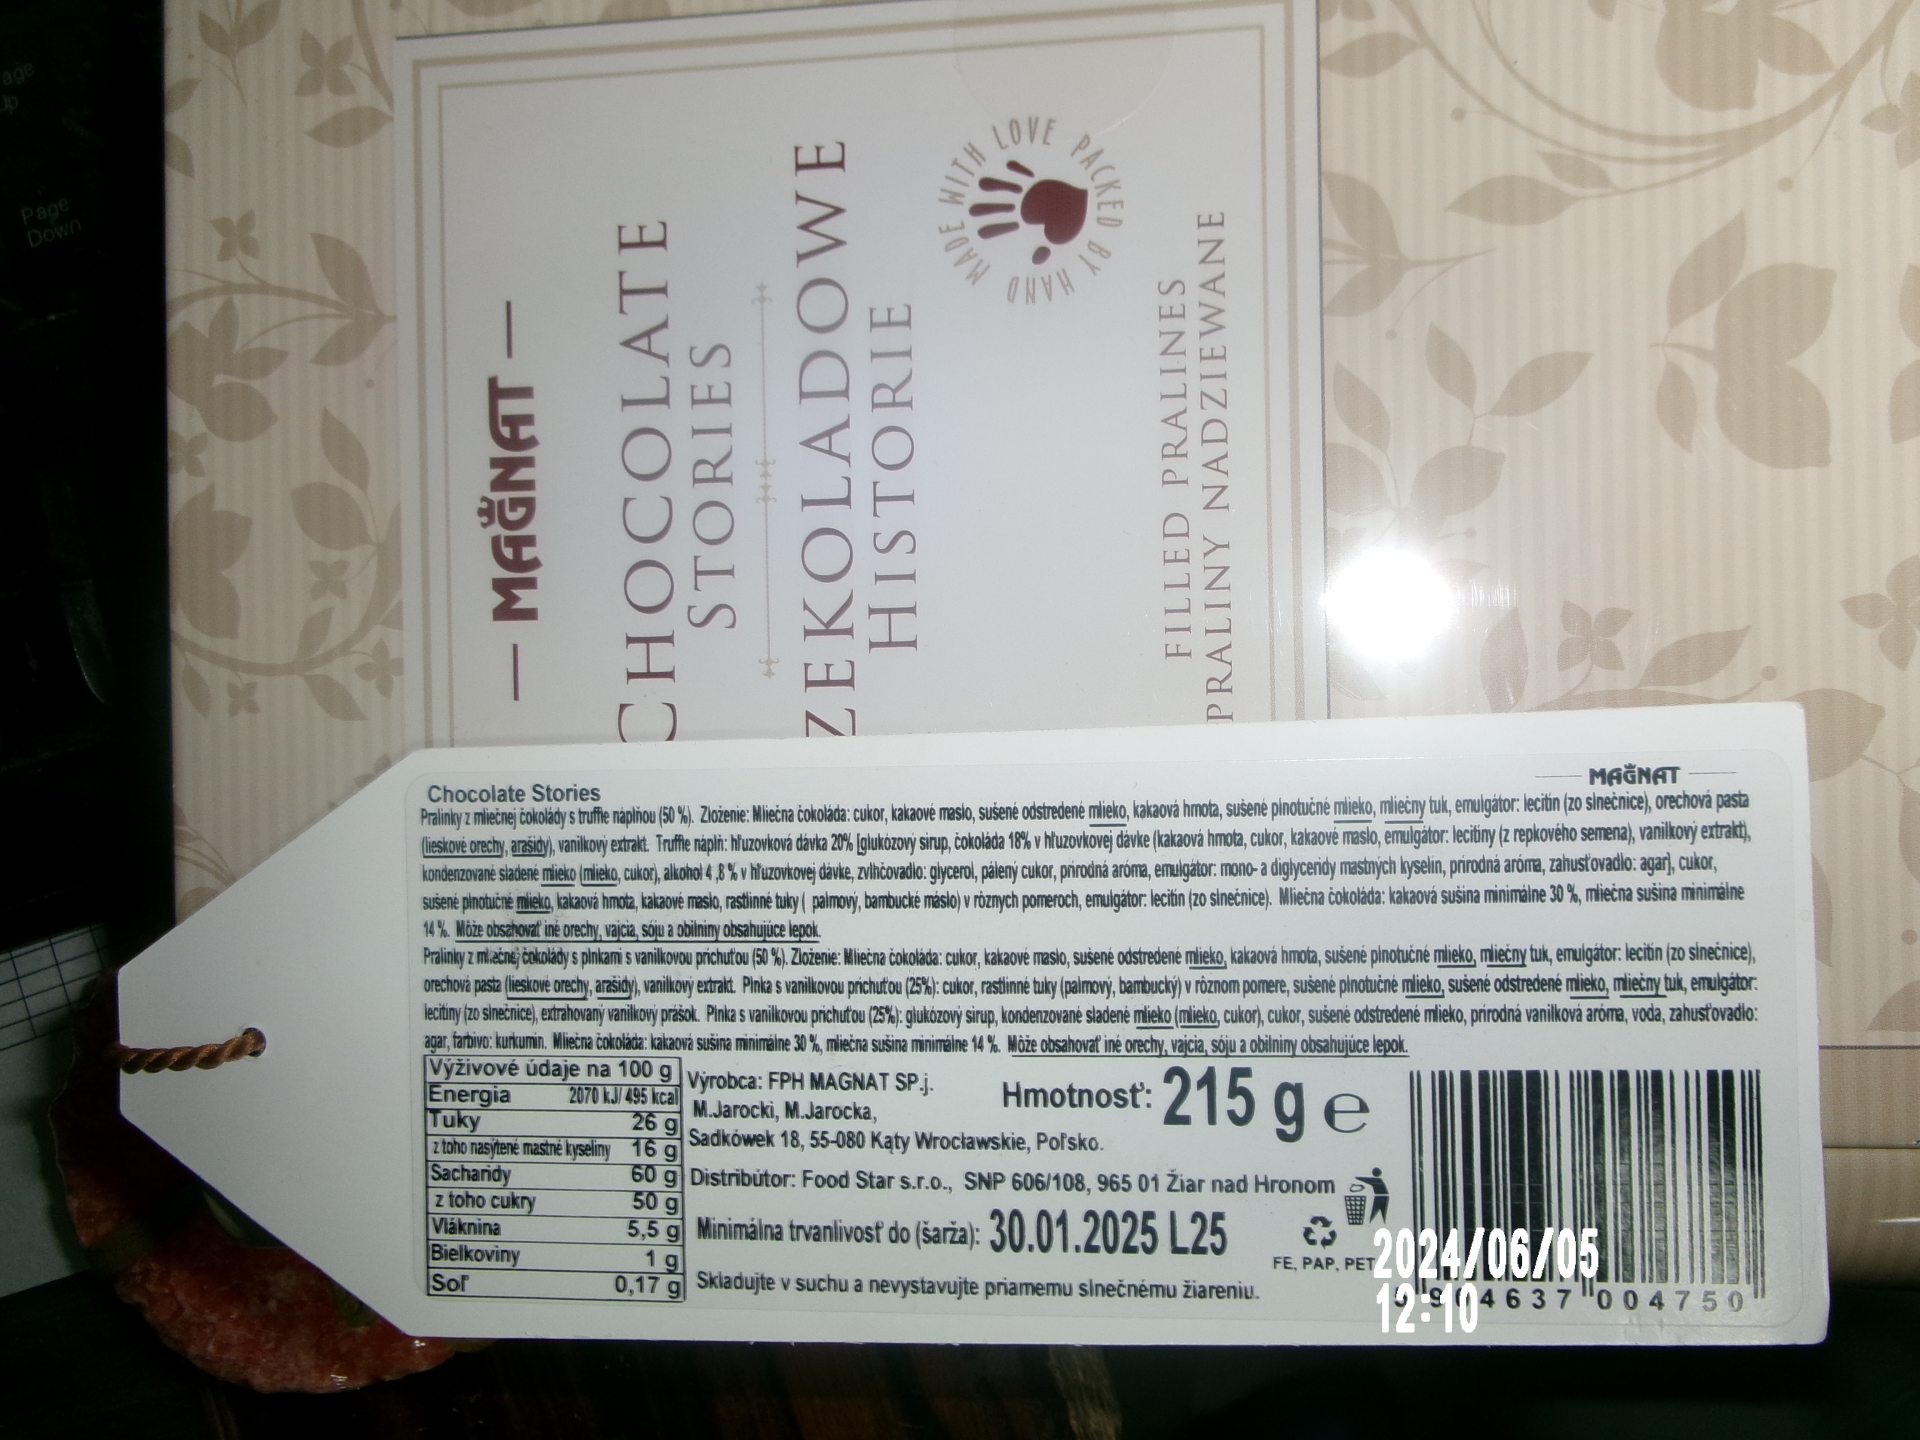 MAGNAT
CHOCOLATE
STORIES
ZEKOLADOWE
HISTORIE
MADE WITH LOVE PACKED BY HAND
FILLED PRALINES
PRALINY NADZIEWANE
MAGNAT
Chocolate Stories
Pralinky z mliečnej čokolády s truffle náplňou (50 %). Zloženie: Mliečna čokoláda: cukor, kakaové maslo, sušené odstredené mlieko, kakaová hmota, sušené plnotučné mlieko, mliečny tuk, emulgátor: lecitín (zo slnečnice), orechová pasta
(lieskové orechy, arašidy), vanilkový extrakt. Truffle náplň: hľuzovková dávka 20% [glukózový sirup, čokoláda 18% v hľuzovkovej dávke (kakaová hmota, cukor, kakaové maslo, emulgátor: lecitíny (z repkového semena), vanilkový extrakt),
kondenzované sladené mlieko (mlieko, cukor), alkohol 4 ,8 % v hľuzovkovej dávke, zvlhčovadlo: glycerol, pálený cukor, prírodná aróma, emulgátor: mono- a diglyceridy mastných kyselín, prírodná aróma, zahusťovadlo: agar], cukor,
sušené plnotučné mlieko, kakaová hmota, kakaové maslo, rastlinné tuky ( palmový, bambucké máslo) v rôznych pomeroch, emulgátor: lecitín (zo slnečnice). Mliečna čokoláda: kakaová sušina minimálne 30 %, mliečna sušina minimálne
14 %. Môže obsahovať iné orechy, vajcia, sóju a obilniny obsahujúce lepok.
Pralinky z mliečnej čokolády s plnkami s vanilkovou príchuťou (50 %). Zloženie: Mliečna čokoláda: cukor, kakaové maslo, sušené odstredené mlieko, kakaová hmota, sušené plnotučné mlieko, mliečny tuk, emulgátor: lecitín (zo slnečnice),
orechová pasta (lieskové orechy, arašidy), vanilkový extrakt. Plnka s vanilkovou príchuťou (25%): cukor, rastlinné tuky (palmový, bambucký) v rôznom pomere, sušené plnotučné mlieko, sušené odstredené mlieko, mliečny tuk, emulgátor:
lecitíny (zo slnečnice), extrahovaný vanilkový prášok. Plnka s vanilkovou príchuťou (25%): glukózový sirup, kondenzované sladené mlieko (mlieko, cukor), cukor, sušené odstredené mlieko, prírodná vanilková aróma, voda, zahusťovadlo:
agar, farbivo: kurkumín. Mliečna čokoláda: kakaová sušina minimálne 30 %, mliečna sušina minimálne 14 %. Môže obsahovať iné orechy, vajcia, sóju a obilniny obsahujúce lepok.
Výživové údaje na 100 g
Energia 2070 kJ/ 495 kcal
Tuky 26 g
z toho nasýtené mastné kyseliny 16 g
Sacharidy 60 g
z toho cukry 50 g
Vláknina 5,5 g
Bielkoviny 1 g
Soľ 0,17 g
Výrobca: FPH MAGNAT SP.j.
M.Jarocki, M.Jarocka,
Sadkówek 18, 55-080 Kąty Wrocławskie, Poľsko.
Hmotnosť: 215 g e
Distribútor: Food Star s.r.o., SNP 606/108, 965 01 Žiar nad Hronom
Minimálna trvanlivosť do (šarža): 30.01.2025 L25
Skladujte v suchu a nevystavujte priamemu slnečnému žiareniu.
FE, PAP, PET
4637 004750
2024/06/05
12:10
Page
Down